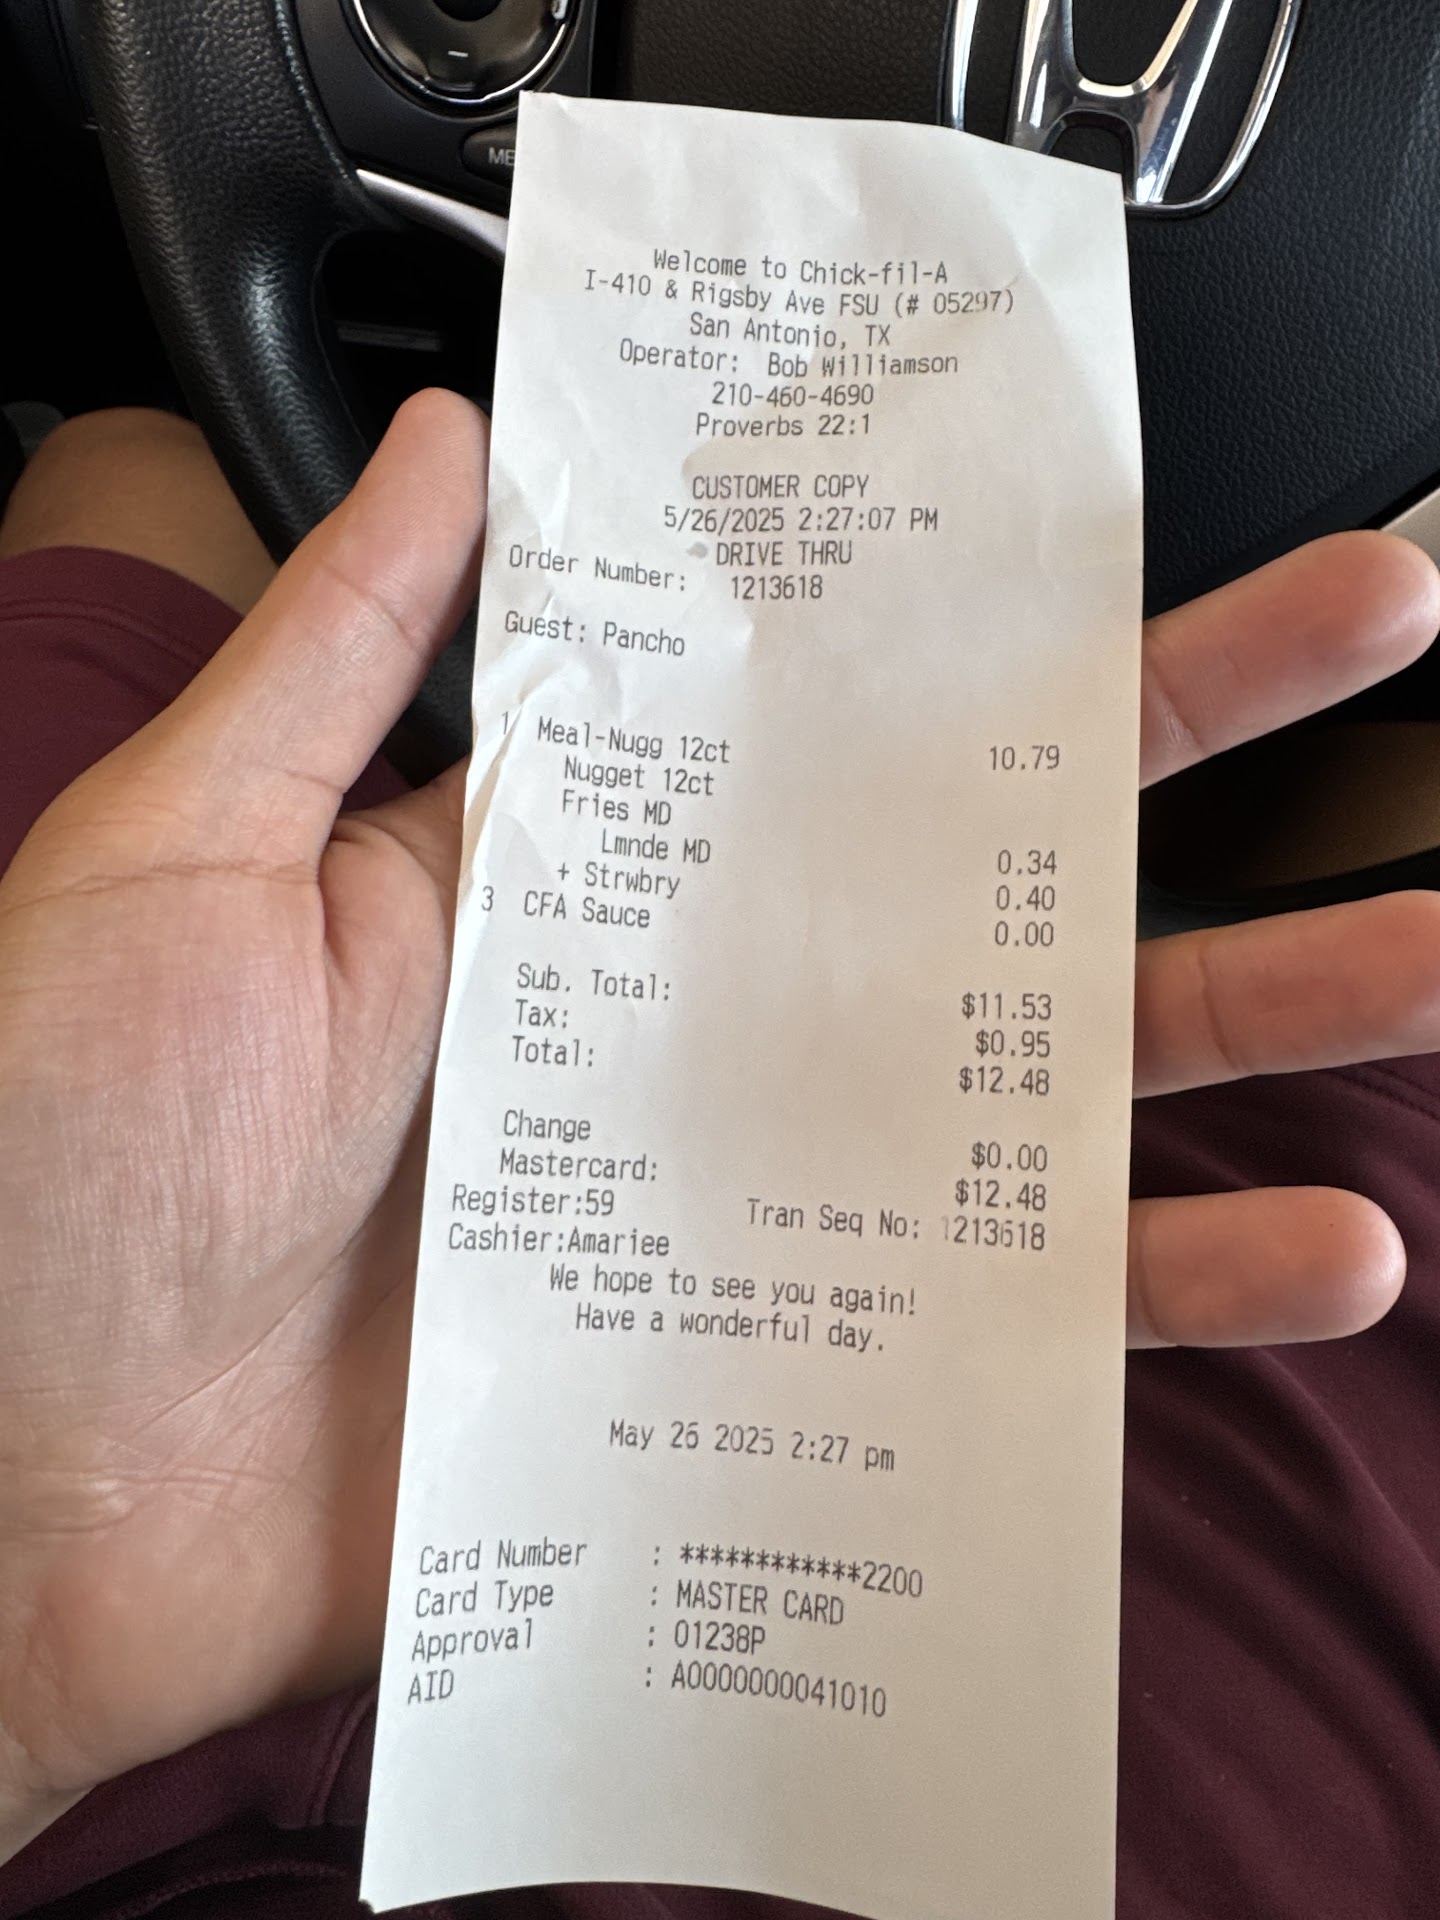 ME
Welcome to Chick-fil-A
I-410 & Rigsby Ave FSU (# 05297)
San Antonio, TX
Operator: Bob Williamson
210-460-4690
Proverbs 22:1
CUSTOMER COPY
5/26/2025 2:27:07 PM
DRIVE THRU
Order Number: 1213618
Guest: Pancho
1 Meal-Nugg 12ct 10.79
Nugget 12ct
Fries MD
Lmnde MD 0.34
+ Strwbry 0.40
3 CFA Sauce 0.00
Sub. Total: $11.53
Tax: $0.95
Total: $12.48
Change $0.00
Mastercard: $12.48
Register:59 Tran Seq No: 1213618
Cashier:Amariee
We hope to see you again!
Have a wonderful day.
May 26 2025 2:27 pm
Card Number : ************2200
Card Type : MASTER CARD
Approval : 01238P
AID : A0000000041010